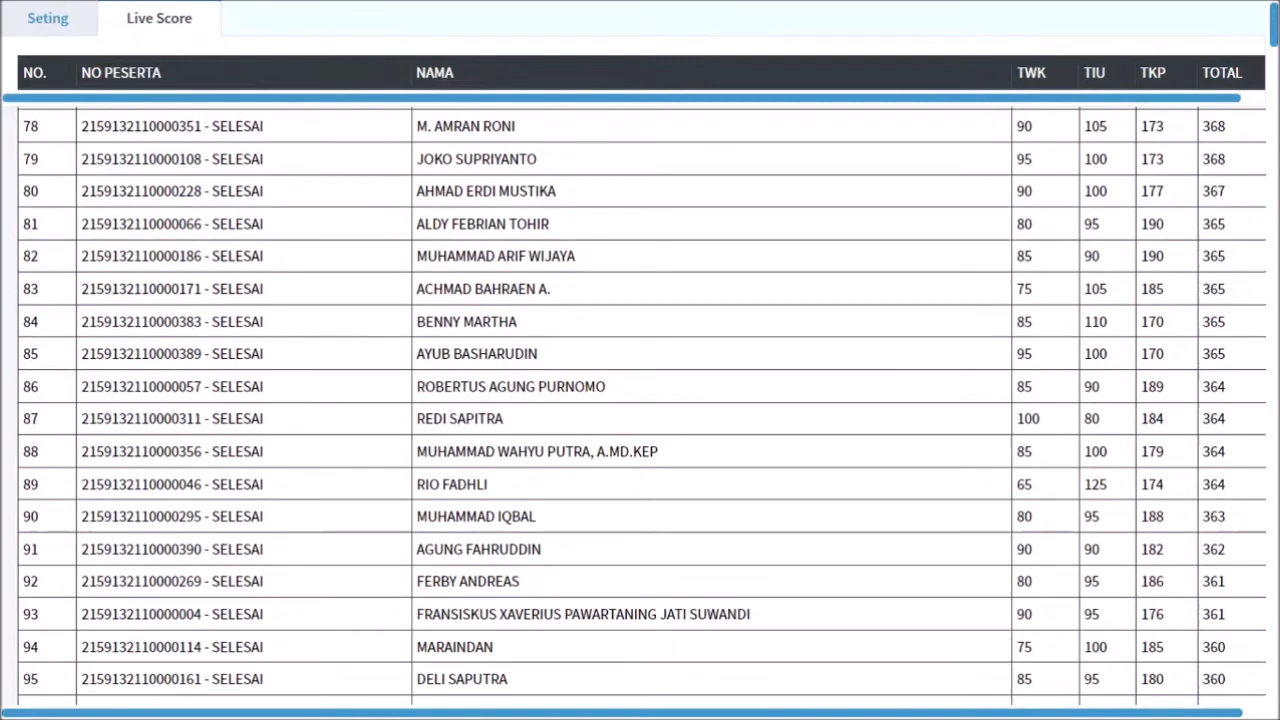 Seting Live Score
NO. NO PESERTA NAMA TWK TIU TKP TOTAL
78 2159132110000351 - SELESAI M. AMRAN RONI 90 105 173 368
79 2159132110000108 - SELESAI JOKO SUPRIYANTO 95 100 173 368
80 2159132110000228 - SELESAI AHMAD ERDI MUSTIKA 90 100 177 367
81 2159132110000066 - SELESAI ALDY FEBRIAN TOHIR 80 95 190 365
82 2159132110000186 - SELESAI MUHAMMAD ARIF WIJAYA 85 90 190 365
83 2159132110000171 - SELESAI ACHMAD BAHRAEN A. 75 105 185 365
84 2159132110000383 - SELESAI BENNY MARTHA 85 110 170 365
85 2159132110000389 - SELESAI AYUB BASHARUDIN 95 100 170 365
86 2159132110000057 - SELESAI ROBERTUS AGUNG PURNOMO 85 90 189 364
87 2159132110000311 - SELESAI REDI SAPITRA 100 80 184 364
88 2159132110000356 - SELESAI MUHAMMAD WAHYU PUTRA, A.MD.KEP 85 100 179 364
89 2159132110000046 - SELESAI RIO FADHLI 65 125 174 364
90 2159132110000295 - SELESAI MUHAMMAD IQBAL 80 95 188 363
91 2159132110000390 - SELESAI AGUNG FAHRUDDIN 90 90 182 362
92 2159132110000269 - SELESAI FERBY ANDREAS 80 95 186 361
93 2159132110000004 - SELESAI FRANSISKUS XAVERIUS PAWARTANING JATI SUWANDI 90 95 176 361
94 2159132110000114 - SELESAI MARAINDAN 75 100 185 360
95 2159132110000161 - SELESAI DELI SAPUTRA 85 95 180 360